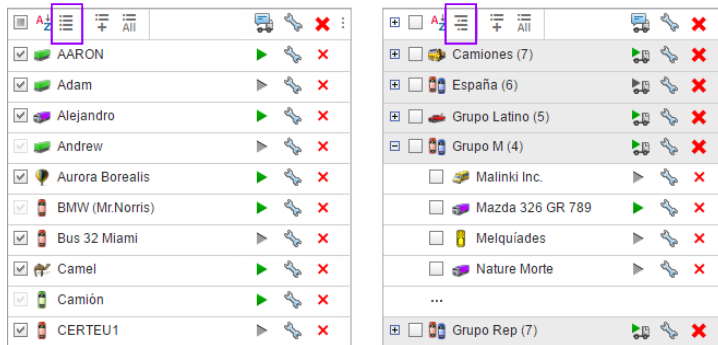 AZ All
AARON
Adam
Alejandro
Andrew
Aurora Borealis
BMW (Mr.Norris)
Bus 32 Miami
Camel
Camión
CERTEU1
AZ All
Camiones (7)
España (6)
Grupo Latino (5)
Grupo M (4)
Malinki Inc.
Mazda 326 GR 789
Melquíades
Nature Morte
...
Grupo Rep (7)